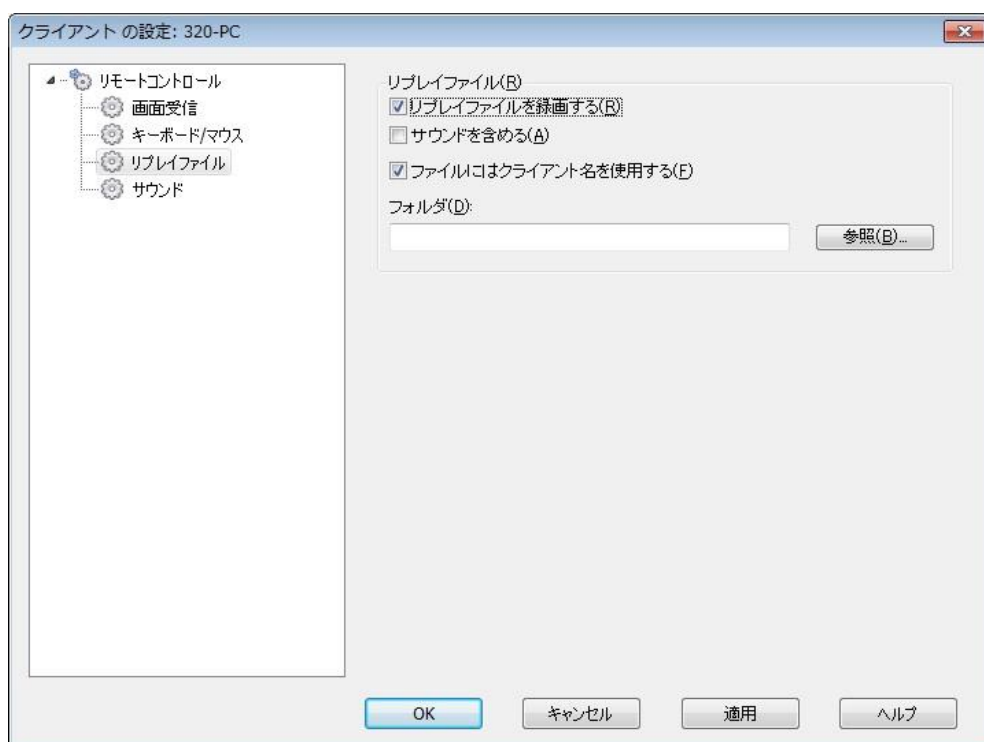 クライアント の設定: 320-PC
リモートコントロール
画面受信
キーボード/マウス
リプレイファイル
サウンド
リプレイファイル(R)
リプレイファイルを録画する(R)
サウンドを含める(A)
ファイルにはクライアント名を使用する(F)
フォルダ(D):
参照(B)...
OK
キャンセル
適用
ヘルプ